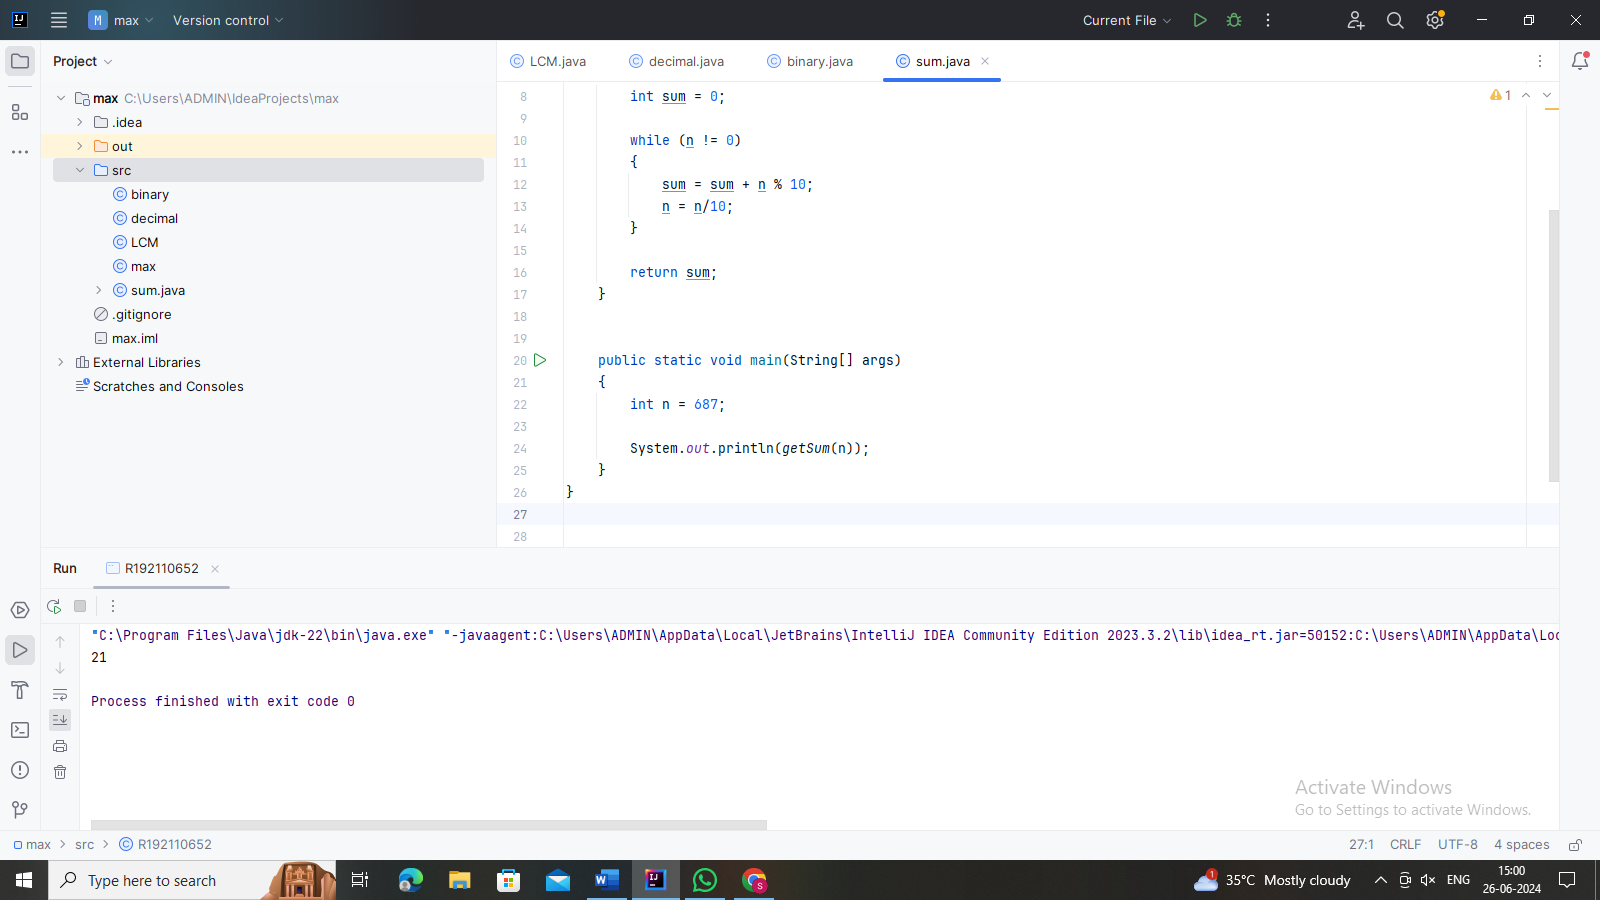 M max Version control Current File
Project
LCM.java decimal.java binary.java sum.java
max C:\Users\ADMIN\IdeaProjects\max
.idea
out
src
binary
decimal
LCM
max
sum.java
.gitignore
max.iml
External Libraries
Scratches and Consoles
1
8 int sum = 0;
9
10 while (n != 0)
11 {
12 sum = sum + n % 10;
13 n = n/10;
14 }
15
16 return sum;
17 }
18
19
20 public static void main(String[] args)
21 {
22 int n = 687;
23
24 System.out.println(getSum(n));
25 }
26 }
27
28
Run R192110652
"C:\Program Files\Java\jdk-22\bin\java.exe" "-javaagent:C:\Users\ADMIN\AppData\Local\JetBrains\IntelliJ IDEA Community Edition 2023.3.2\lib\idea_rt.jar=50152:C:\Users\ADMIN\AppData\Loc
21
Process finished with exit code 0
Activate Windows
Go to Settings to activate Windows.
max src R192110652 27:1 CRLF UTF-8 4 spaces
Type here to search 1 35°C Mostly cloudy ENG 15:00
26-06-2024